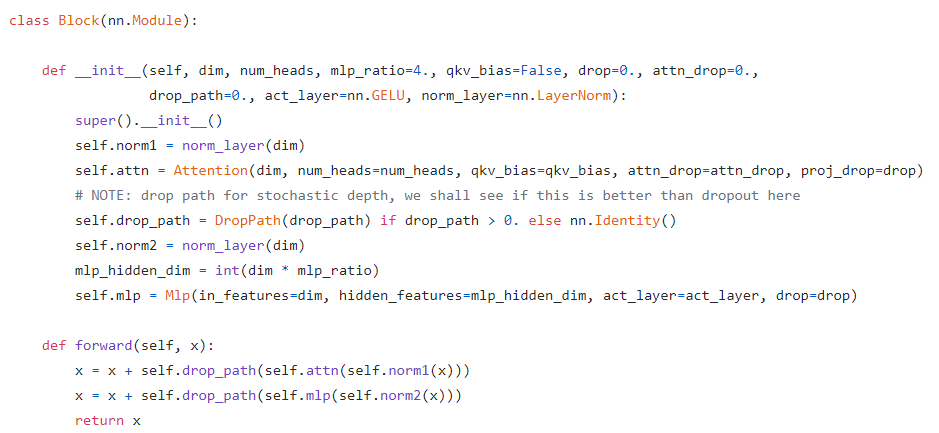 class Block(nn.Module):
    def __init__(self, dim, num_heads, mlp_ratio=4., qkv_bias=False, drop=0., attn_drop=0.,
                 drop_path=0., act_layer=nn.GELU, norm_layer=nn.LayerNorm):
        super().__init__()
        self.norm1 = norm_layer(dim)
        self.attn = Attention(dim, num_heads=num_heads, qkv_bias=qkv_bias, attn_drop=attn_drop, proj_drop=drop)
        # NOTE: drop path for stochastic depth, we shall see if this is better than dropout here
        self.drop_path = DropPath(drop_path) if drop_path > 0. else nn.Identity()
        self.norm2 = norm_layer(dim)
        mlp_hidden_dim = int(dim * mlp_ratio)
        self.mlp = Mlp(in_features=dim, hidden_features=mlp_hidden_dim, act_layer=act_layer, drop=drop)
    def forward(self, x):
        x = x + self.drop_path(self.attn(self.norm1(x)))
        x = x + self.drop_path(self.mlp(self.norm2(x)))
        return x